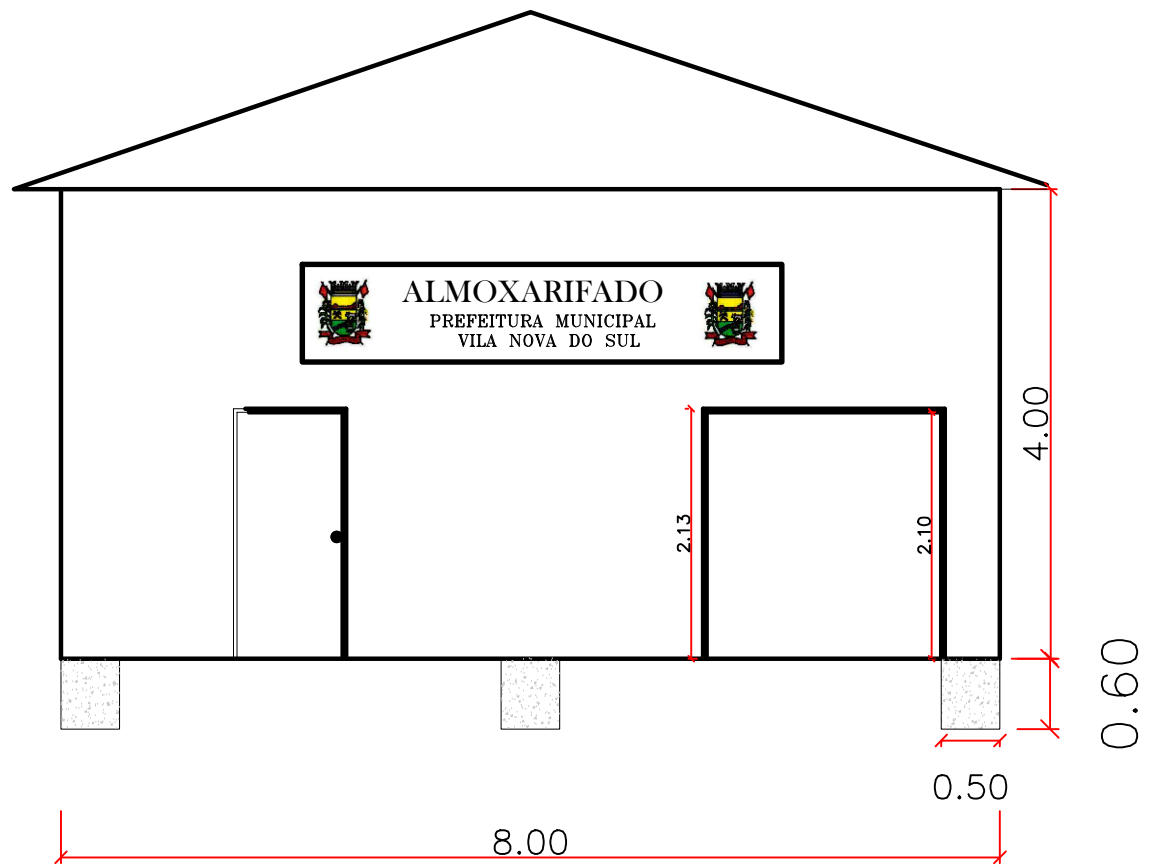 ALMOXARIFADO
PREFEITURA MUNICIPAL
VILA NOVA DO SUL
4.00
2.13
2.10
0.60
0.50
8.00